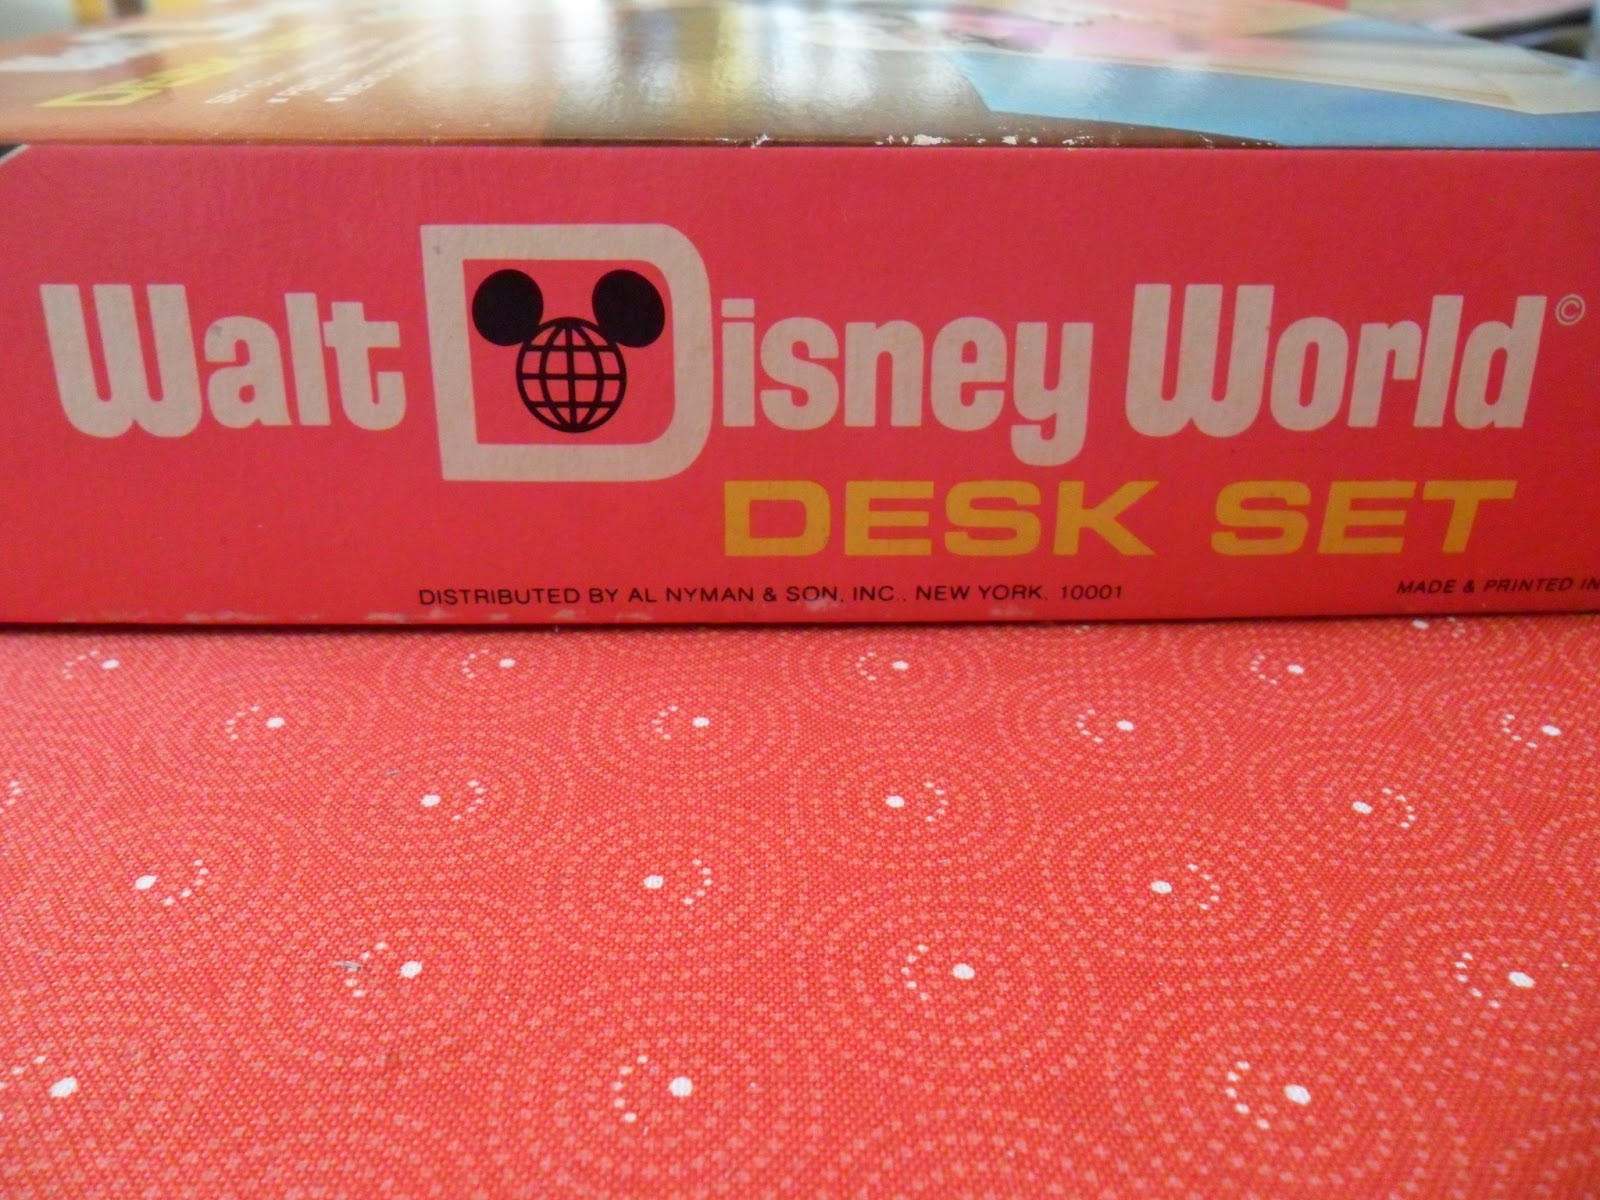 Walt Disney World©
DESK SET
DISTRIBUTED BY AL NYMAN & SON, INC., NEW YORK, 10001
MADE & PRINTED IN